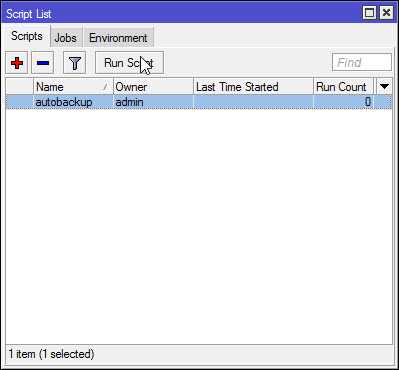 Script List
Scripts Jobs Environment
Run Script Find
Name Owner Last Time Started Run Count
autobackup admin 0
1 item (1 selected)